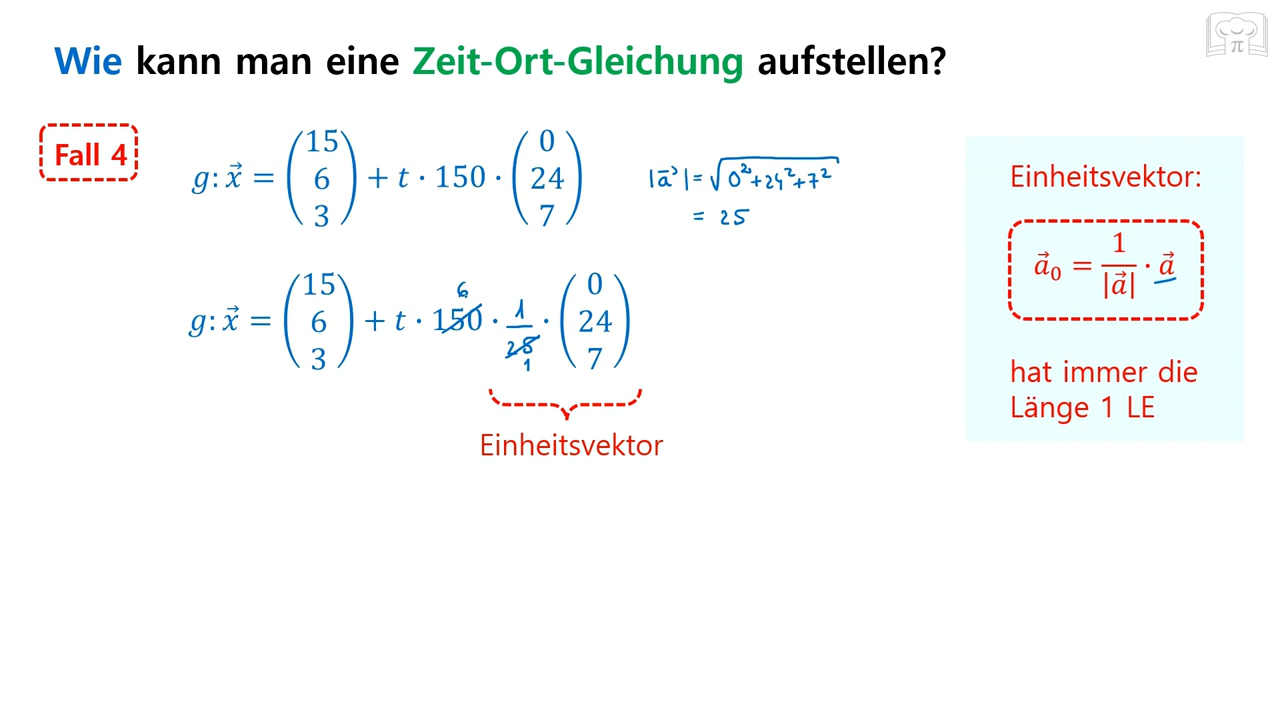 Wie kann man eine Zeit-Ort-Gleichung aufstellen?
Fall 4
g: x⃗ = (15 6 3) + t · 150 · (0 24 7)
|a⃗| = √(0²+24²+7²)
= 25
g: x⃗ = (15 6 3) + t · 150 6 · 1/25 1 · (0 24 7)
Einheitsvektor
Einheitsvektor:
a⃗₀ = 1/|a⃗| · a⃗
hat immer die
Länge 1 LE
π